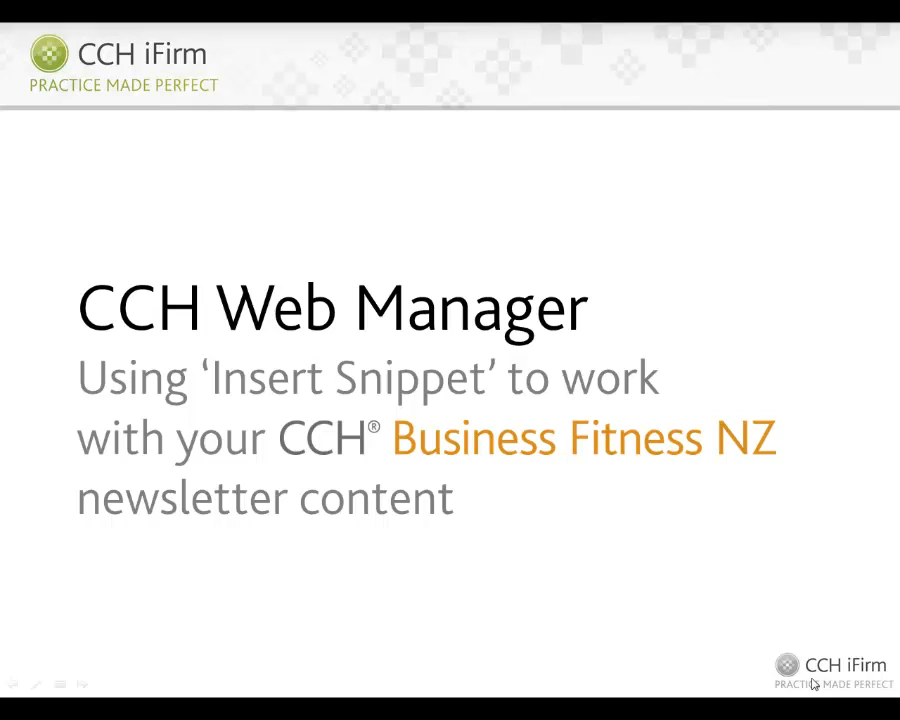 CCH iFirm
PRACTICE MADE PERFECT
CCH Web Manager
Using ‘Insert Snippet’ to work
with your CCH® Business Fitness NZ
newsletter content
CCH iFirm
PRACTICE MADE PERFECT